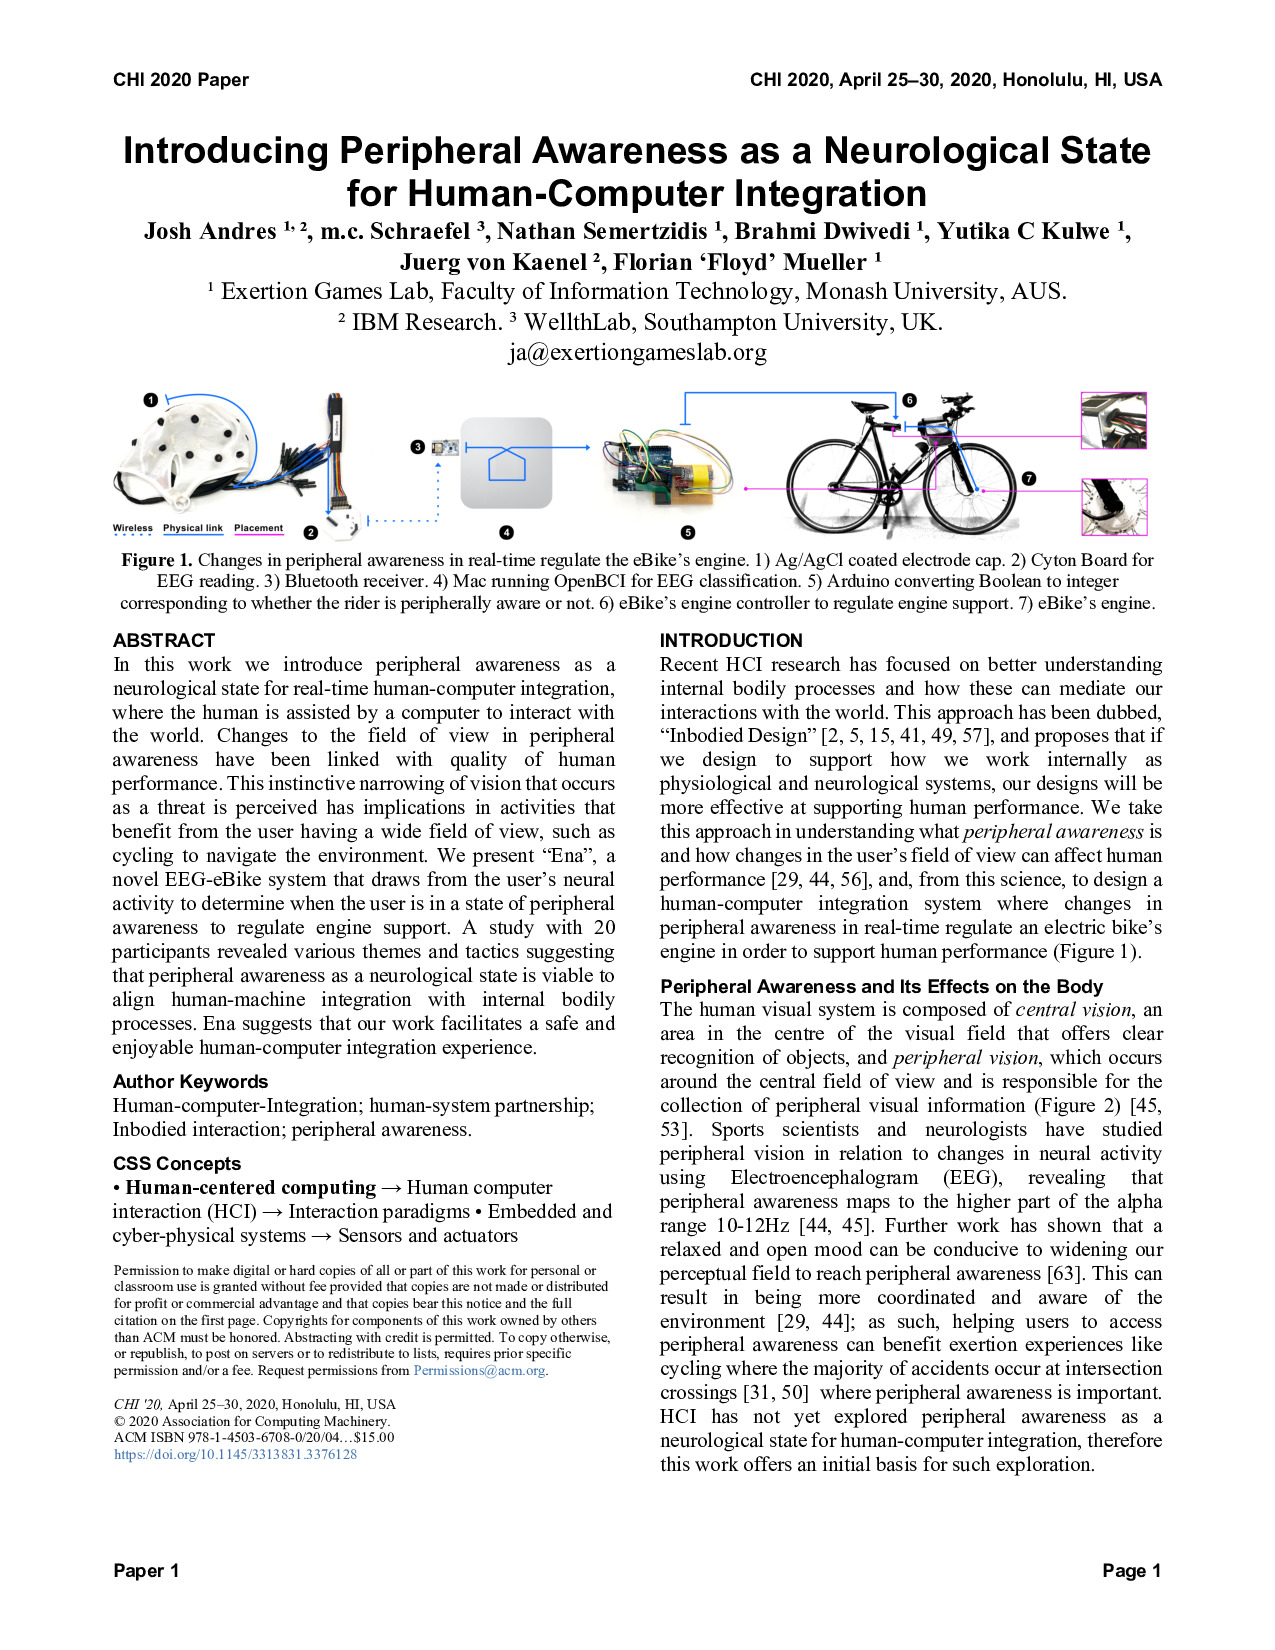 CHI 2020 Paper
CHI 2020, April 25–30, 2020, Honolulu, HI, USA
Introducing Peripheral Awareness as a Neurological State
for Human-Computer Integration
Josh Andres ¹, ², m.c. Schraefel ³, Nathan Semertzidis ¹, Brahmi Dwivedi ¹, Yutika C Kulwe ¹,
Juerg von Kaenel ², Florian ‘Floyd’ Mueller ¹
¹ Exertion Games Lab, Faculty of Information Technology, Monash University, AUS.
² IBM Research. ³ WellthLab, Southampton University, UK.
ja@exertiongameslab.org
1
2
3
4
5
6
7
Wireless Physical link Placement
Figure 1. Changes in peripheral awareness in real-time regulate the eBike’s engine. 1) Ag/AgCl coated electrode cap. 2) Cyton Board for
EEG reading. 3) Bluetooth receiver. 4) Mac running OpenBCI for EEG classification. 5) Arduino converting Boolean to integer
corresponding to whether the rider is peripherally aware or not. 6) eBike’s engine controller to regulate engine support. 7) eBike’s engine.
ABSTRACT
In this work we introduce peripheral awareness as a
neurological state for real-time human-computer integration,
where the human is assisted by a computer to interact with
the world. Changes to the field of view in peripheral
awareness have been linked with quality of human
performance. This instinctive narrowing of vision that occurs
as a threat is perceived has implications in activities that
benefit from the user having a wide field of view, such as
cycling to navigate the environment. We present “Ena”, a
novel EEG-eBike system that draws from the user’s neural
activity to determine when the user is in a state of peripheral
awareness to regulate engine support. A study with 20
participants revealed various themes and tactics suggesting
that peripheral awareness as a neurological state is viable to
align human-machine integration with internal bodily
processes. Ena suggests that our work facilitates a safe and
enjoyable human-computer integration experience.
Author Keywords
Human-computer-Integration; human-system partnership;
Inbodied interaction; peripheral awareness.
CSS Concepts
• Human-centered computing → Human computer
interaction (HCI) → Interaction paradigms • Embedded and
cyber-physical systems → Sensors and actuators
Permission to make digital or hard copies of all or part of this work for personal or
classroom use is granted without fee provided that copies are not made or distributed
for profit or commercial advantage and that copies bear this notice and the full
citation on the first page. Copyrights for components of this work owned by others
than ACM must be honored. Abstracting with credit is permitted. To copy otherwise,
or republish, to post on servers or to redistribute to lists, requires prior specific
permission and/or a fee. Request permissions from Permissions@acm.org.
CHI '20, April 25–30, 2020, Honolulu, HI, USA
© 2020 Association for Computing Machinery.
ACM ISBN 978-1-4503-6708-0/20/04…$15.00
https://doi.org/10.1145/3313831.3376128
INTRODUCTION
Recent HCI research has focused on better understanding
internal bodily processes and how these can mediate our
interactions with the world. This approach has been dubbed,
“Inbodied Design” [2, 5, 15, 41, 49, 57], and proposes that if
we design to support how we work internally as
physiological and neurological systems, our designs will be
more effective at supporting human performance. We take
this approach in understanding what peripheral awareness is
and how changes in the user’s field of view can affect human
performance [29, 44, 56], and, from this science, to design a
human-computer integration system where changes in
peripheral awareness in real-time regulate an electric bike’s
engine in order to support human performance (Figure 1).
Peripheral Awareness and Its Effects on the Body
The human visual system is composed of central vision, an
area in the centre of the visual field that offers clear
recognition of objects, and peripheral vision, which occurs
around the central field of view and is responsible for the
collection of peripheral visual information (Figure 2) [45,
53]. Sports scientists and neurologists have studied
peripheral vision in relation to changes in neural activity
using Electroencephalogram (EEG), revealing that
peripheral awareness maps to the higher part of the alpha
range 10-12Hz [44, 45]. Further work has shown that a
relaxed and open mood can be conducive to widening our
perceptual field to reach peripheral awareness [63]. This can
result in being more coordinated and aware of the
environment [29, 44]; as such, helping users to access
peripheral awareness can benefit exertion experiences like
cycling where the majority of accidents occur at intersection
crossings [31, 50] where peripheral awareness is important.
HCI has not yet explored peripheral awareness as a
neurological state for human-computer integration, therefore
this work offers an initial basis for such exploration.
Paper 1
Page 1